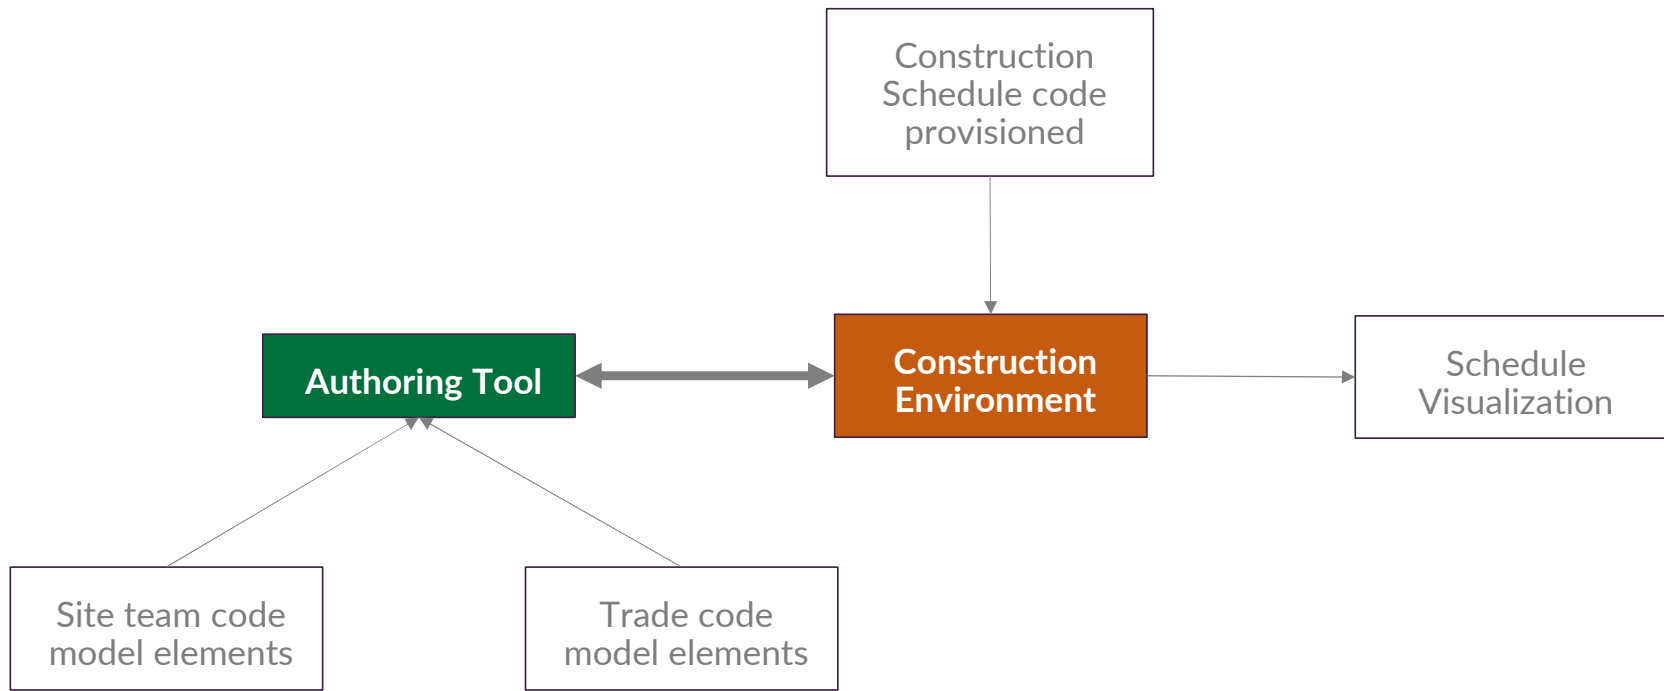 Construction
Schedule code
provisioned
Authoring Tool
Construction
Environment
Schedule
Visualization
Site team code
model elements
Trade code
model elements